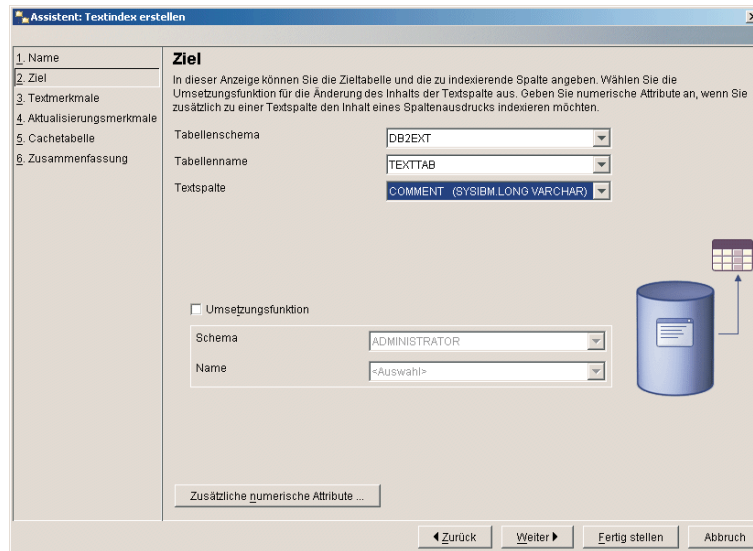 Assistent: Textindex erstellen
1. Name
2. Ziel
3. Textmerkmale
4. Aktualisierungsmerkmale
5. Cachetabelle
6. Zusammenfassung
Ziel
In dieser Anzeige können Sie die Zieltabelle und die zu indexierende Spalte angeben. Wählen Sie die
Umsetzungsfunktion für die Änderung des Inhalts der Textspalte aus. Geben Sie numerische Attribute an, wenn Sie
zusätzlich zu einer Textspalte den Inhalt eines Spaltenausdrucks indexieren möchten.
Tabellenschema
DB2EXT
Tabellenname
TEXTTAB
Textspalte
COMMENT (SYSIBM.LONG VARCHAR)
Umsetzungsfunktion
Schema
ADMINISTRATOR
Name
<Auswahl>
Zusätzliche numerische Attribute ...
Zurück
Weiter
Fertig stellen
Abbruch